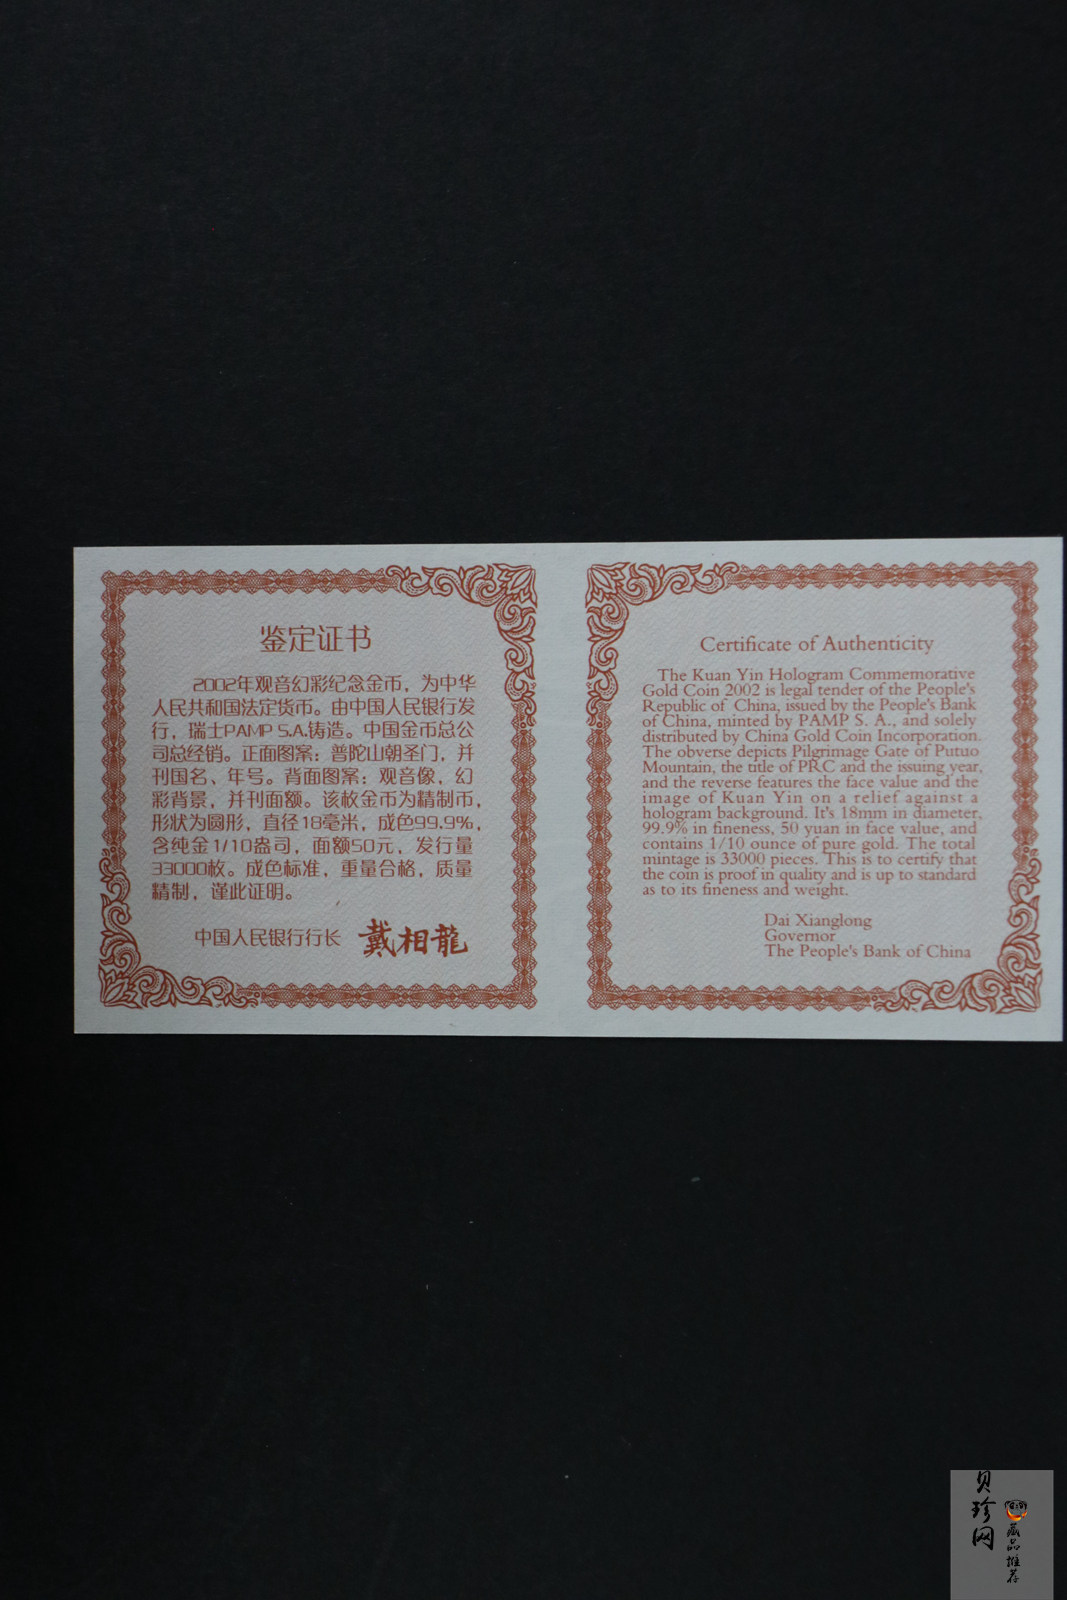 鉴定证书
2002年观音幻彩纪念金币，为中华
人民共和国法定货币。由中国人民银行发
行，瑞士PAMP S.A.铸造。中国金币总公
司总经销。正面图案：普陀山朝圣门，并
刊国名、年号。背面图案：观音像，幻
彩背景，并刊面额。该枚金币为精制币，
形状为圆形，直径18毫米，成色99.9%，
含纯金1/10盎司，面额50元，发行量
33000枚。成色标准，重量合格，质量
精制，谨此证明。
中国人民银行行长 戴相龍
Certificate of Authenticity
The Kuan Yin Hologram Commemorative
Gold Coin 2002 is legal tender of the People's
Republic of China, issued by the People's Bank
of China, minted by PAMP S. A., and solely
distributed by China Gold Coin Incorporation.
The obverse depicts Pilgrimage Gate of Putuo
Mountain, the title of PRC and the issuing year,
and the reverse features the face value and the
image of Kuan Yin on a relief against a
hologram background. It's 18mm in diameter,
99.9% in fineness, 50 yuan in face value, and
contains 1/10 ounce of pure gold. The total
mintage is 33000 pieces. This is to certify that
the coin is proof in quality and is up to standard
as to its fineness and weight.
Dai Xianglong
Governor
The People's Bank of China
贝珍网
藏品推荐